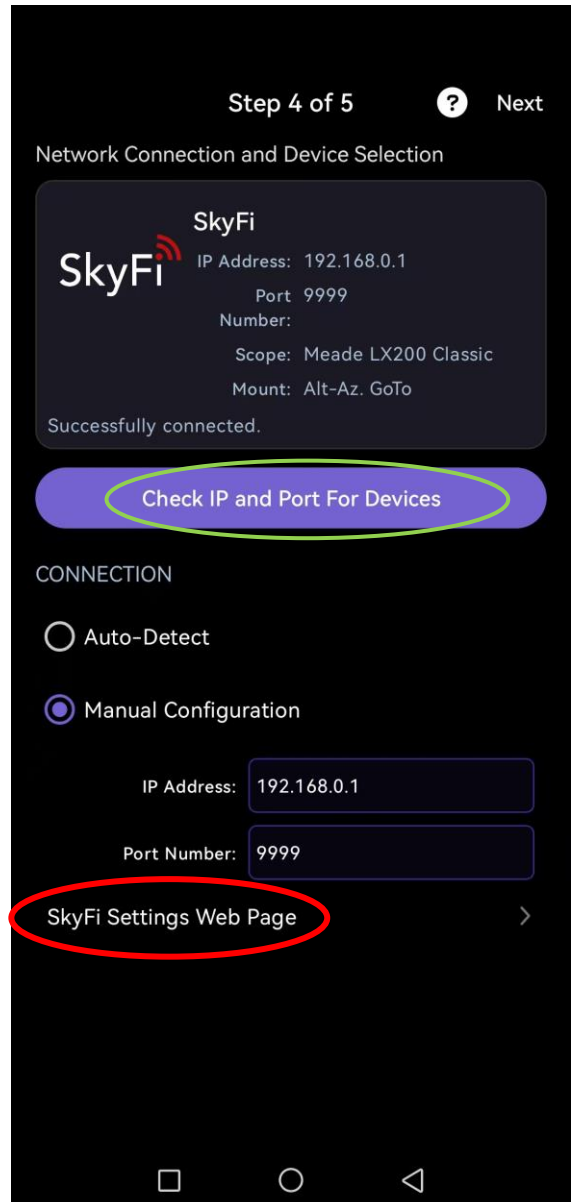 Step 4 of 5 ? Next
Network Connection and Device Selection
SkyFi
SkyFi
IP Address: 192.168.0.1
Port Number: 9999
Scope: Meade LX200 Classic
Mount: Alt-Az. GoTo
Successfully connected.
Check IP and Port For Devices
CONNECTION
Auto-Detect
Manual Configuration
IP Address: 192.168.0.1
Port Number: 9999
SkyFi Settings Web Page